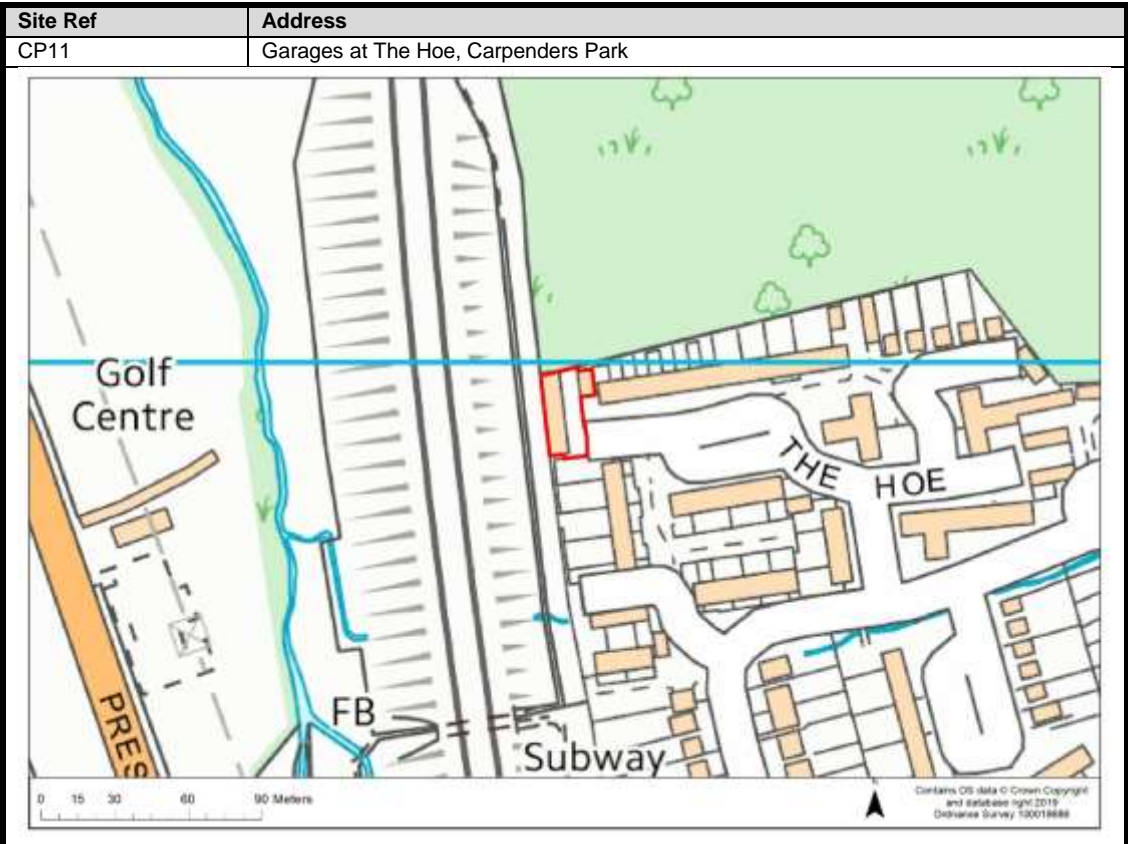 Site Ref Address
CP11 Garages at The Hoe, Carpenders Park
Golf
Centre
THE HOE
PRES
FB
Subway
0 15 30 60 90 Meters
Contains OS data © Crown Copyright
and database right 2019
Ordnance Survey 100018686